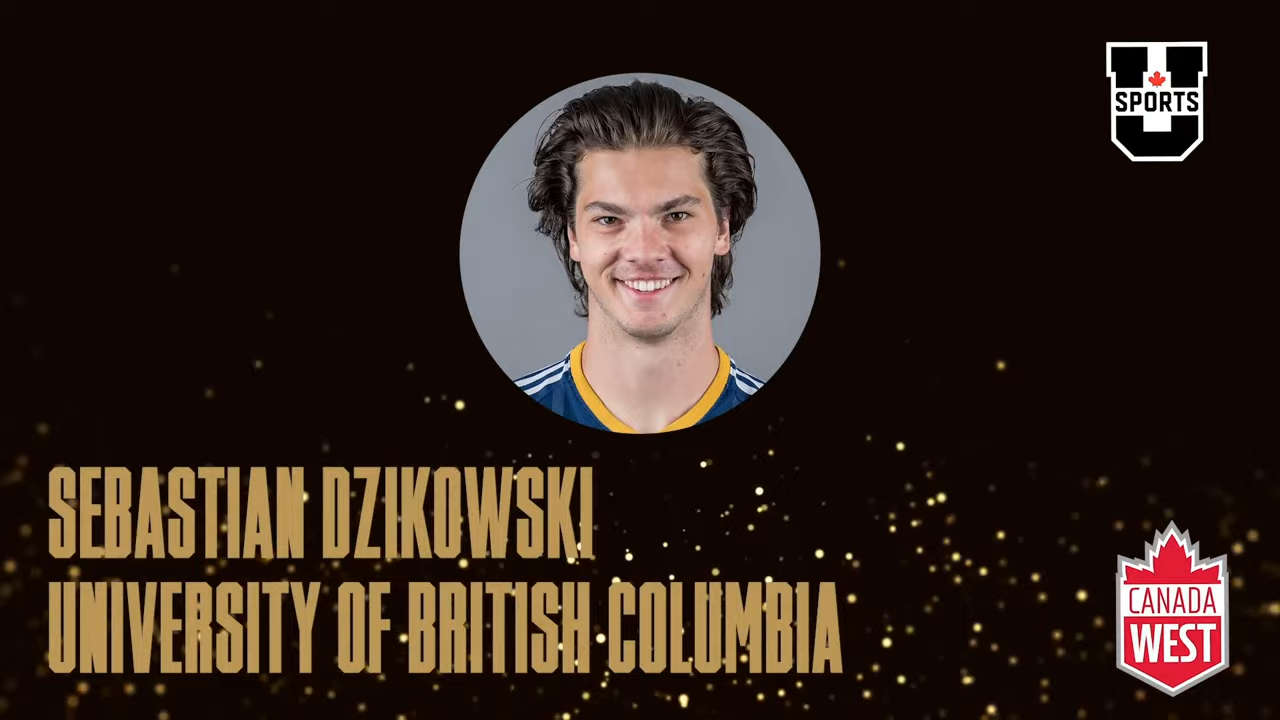 SPORTS
SEBASTIAN DZIKOWSKI
UNIVERSITY OF BRITISH COLUMBIA
CANADA
WEST